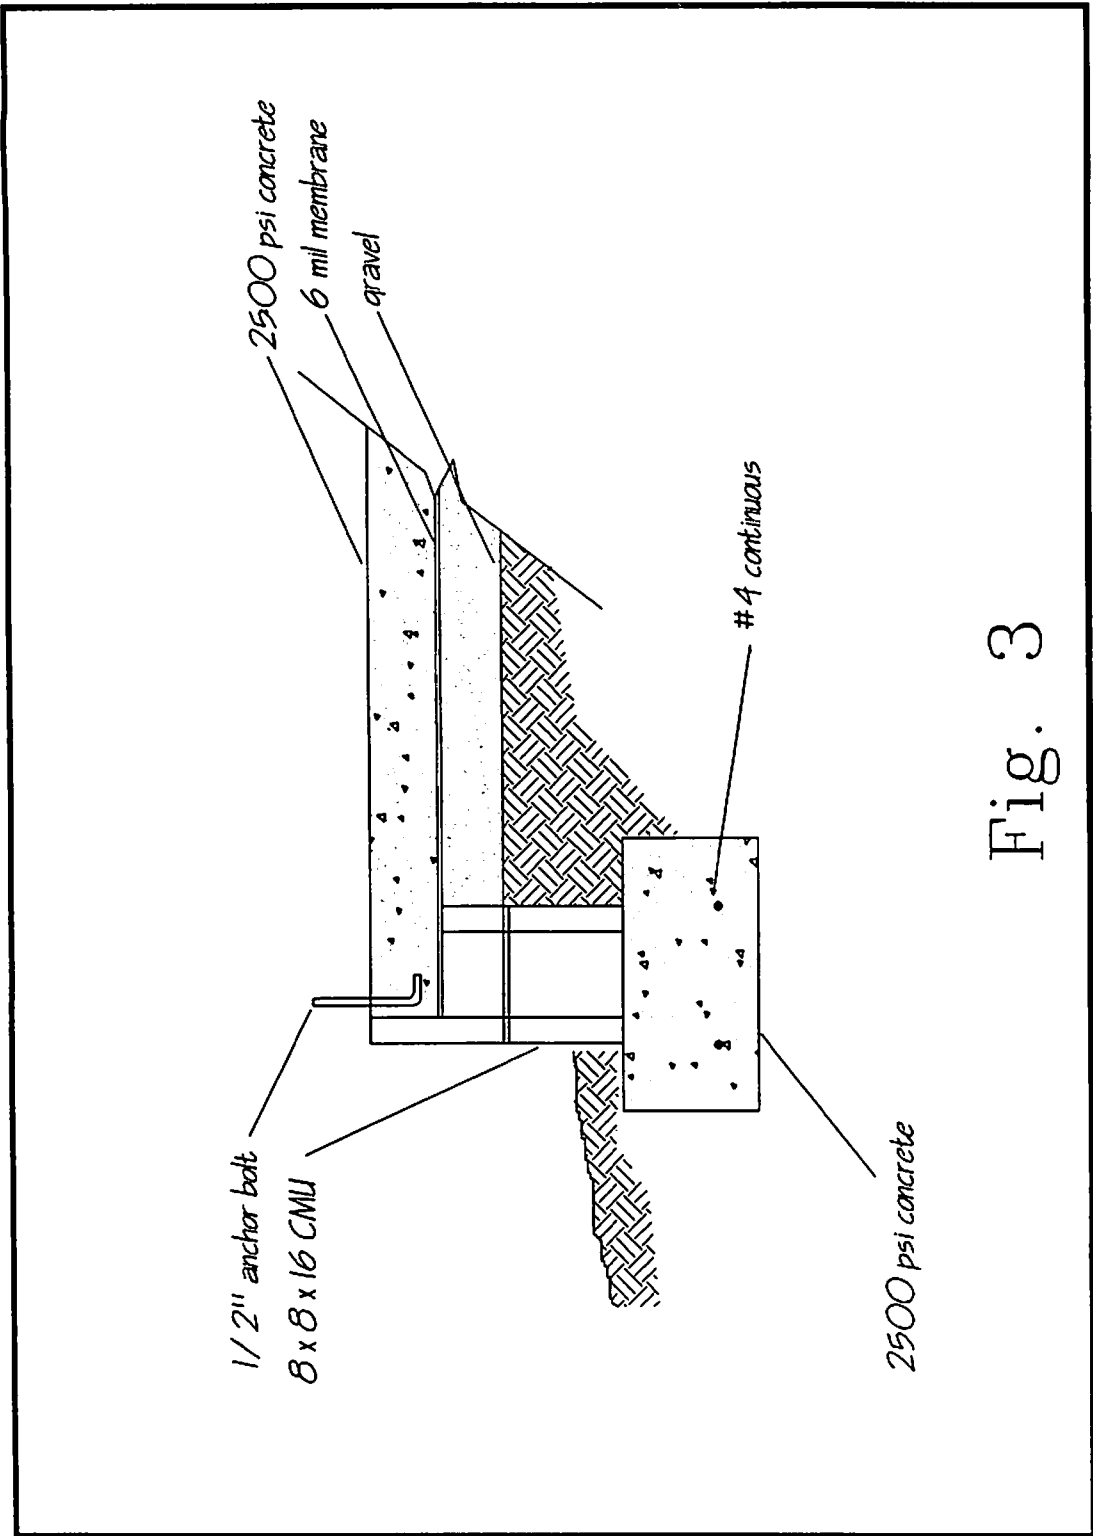 2500 psi concrete
6 mil membrane
gravel
1/2" anchor bolt
8 x 8 x 16 CMU
#4 continuous
2500 psi concrete
Fig. 3